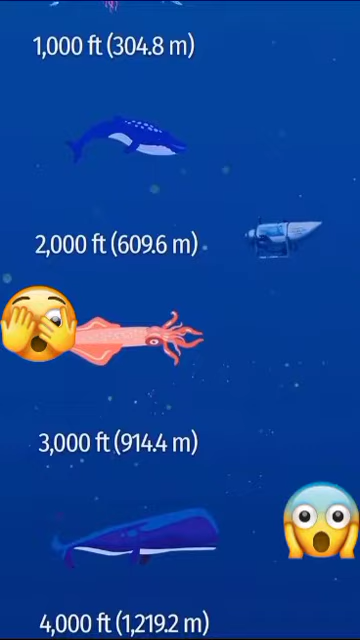 1,000 ft (304.8 m)
2,000 ft (609.6 m)
3,000 ft (914.4 m)
4,000 ft (1,219.2 m)